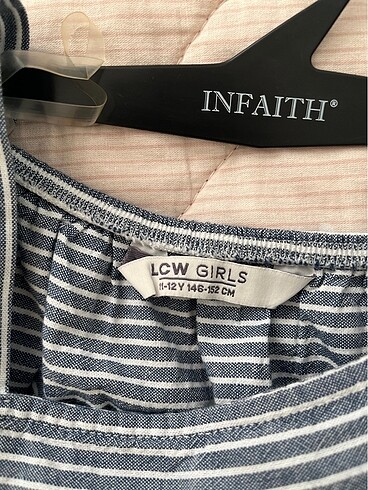 INFAITH®
LCW GIRLS
11-12 Y 146-152 CM